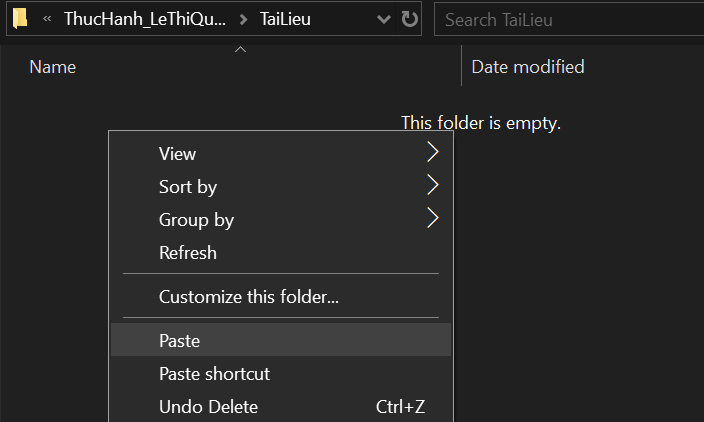 « ThucHanh_LeThiQu... > TaiLieu
Search TaiLieu
Name
Date modified
This folder is empty.
View
Sort by
Group by
Refresh
Customize this folder...
Paste
Paste shortcut
Undo Delete Ctrl+Z